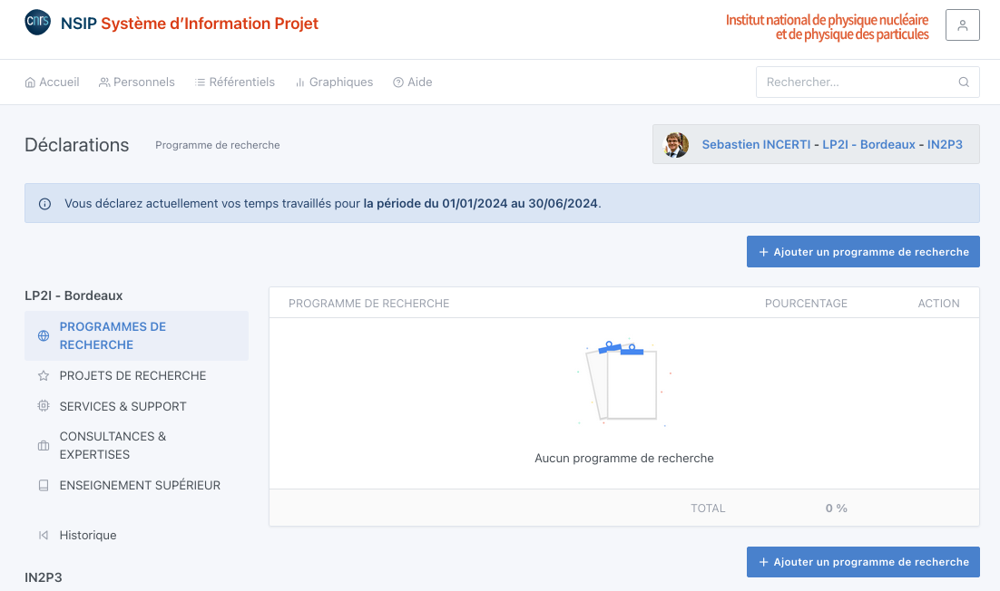 cnrs
NSIP Système d'Information Projet
Institut national de physique nucléaire
et de physique des particules
Accueil
Personnels
Référentiels
Graphiques
Aide
Rechercher...
Déclarations
Programme de recherche
Sebastien INCERTI - LP2I - Bordeaux - IN2P3
Vous déclarez actuellement vos temps travaillés pour la période du 01/01/2024 au 30/06/2024.
+ Ajouter un programme de recherche
LP2I - Bordeaux
PROGRAMMES DE
RECHERCHE
PROJETS DE RECHERCHE
SERVICES & SUPPORT
CONSULTANCES &
EXPERTISES
ENSEIGNEMENT SUPÉRIEUR
Historique
IN2P3
PROGRAMME DE RECHERCHE
POURCENTAGE
ACTION
Aucun programme de recherche
TOTAL
0 %
+ Ajouter un programme de recherche